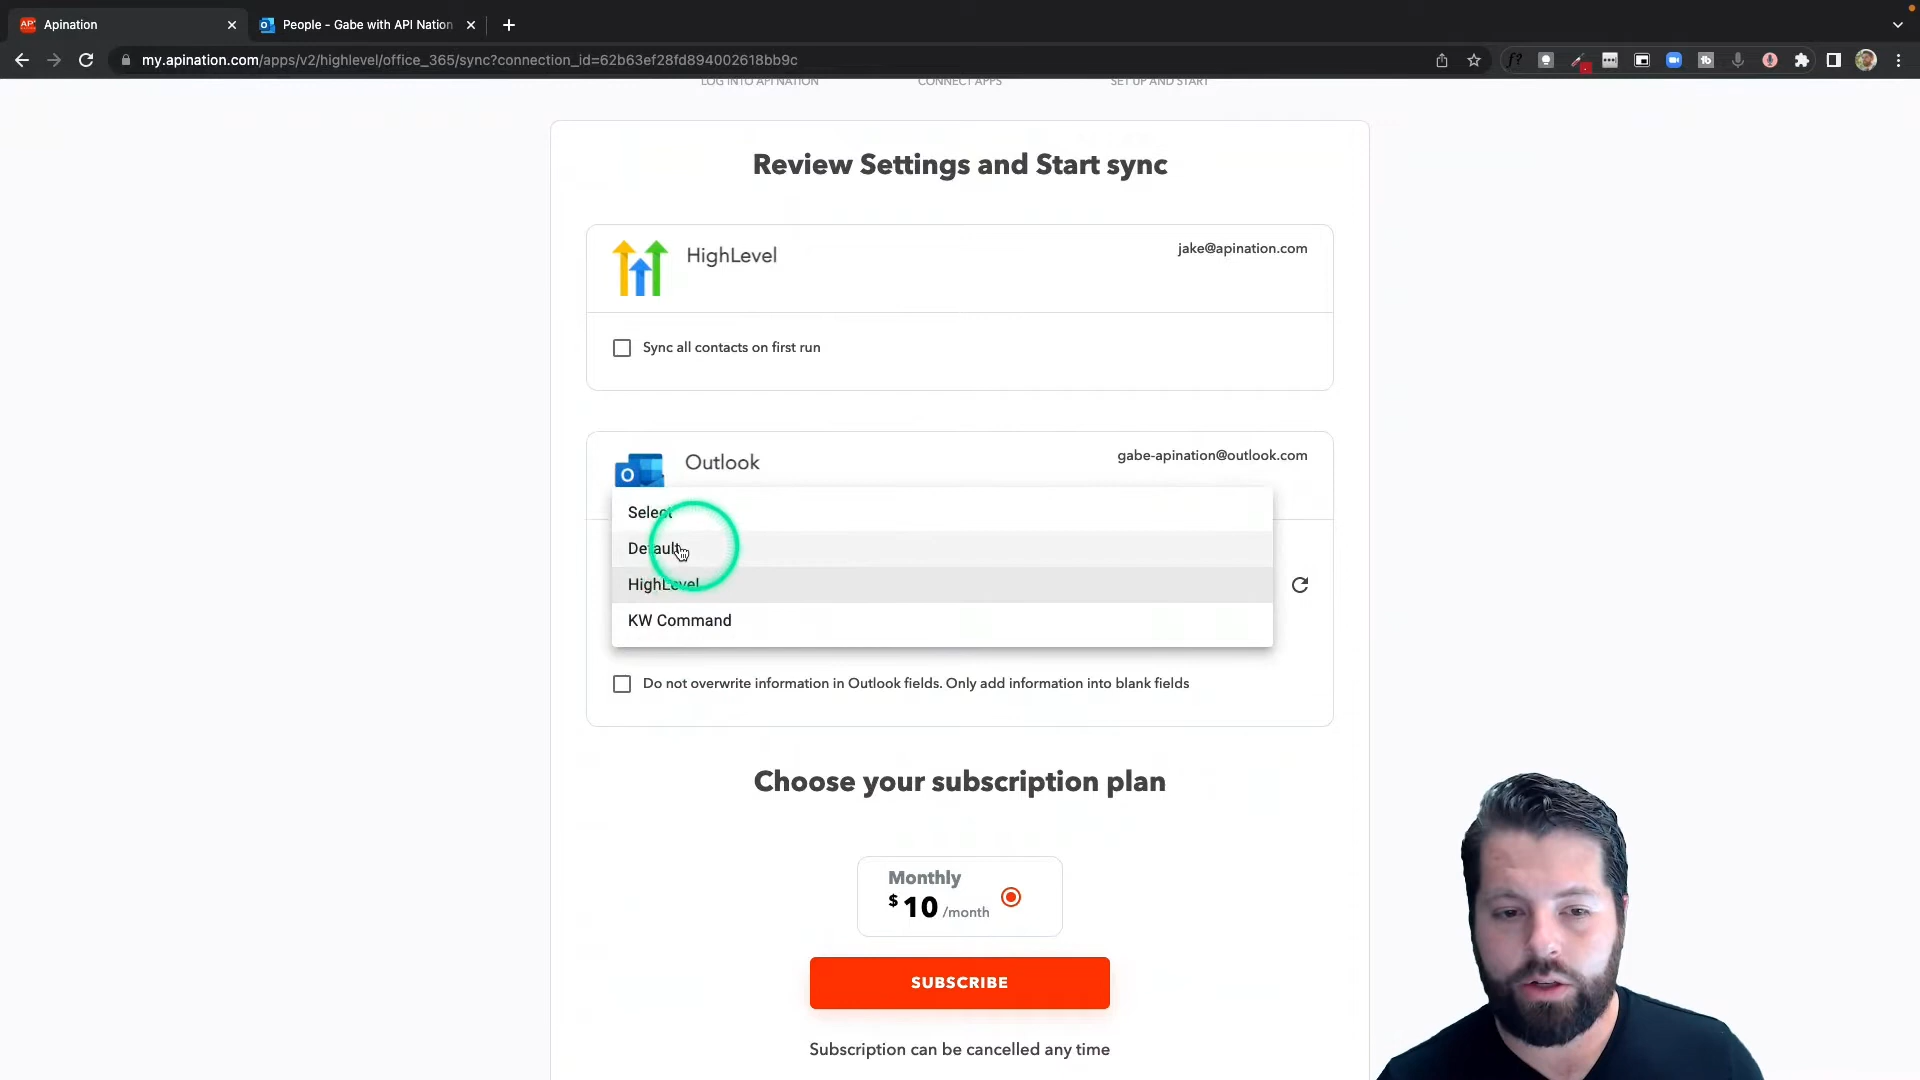 Apination
People - Gabe with API Nation
my.apination.com/apps/v2/highlevel/office_365/sync?connection_id=62b63ef28fd894002618bb9c
LOG INTO API NATION
CONNECT APPS
SET UP AND START
Review Settings and Start sync
HighLevel
jake@apination.com
Sync all contacts on first run
Outlook
gabe-apination@outlook.com
Select
Default
HighLevel
KW Command
Do not overwrite information in Outlook fields. Only add information into blank fields
Choose your subscription plan
Monthly
$10 /month
SUBSCRIBE
Subscription can be cancelled any time